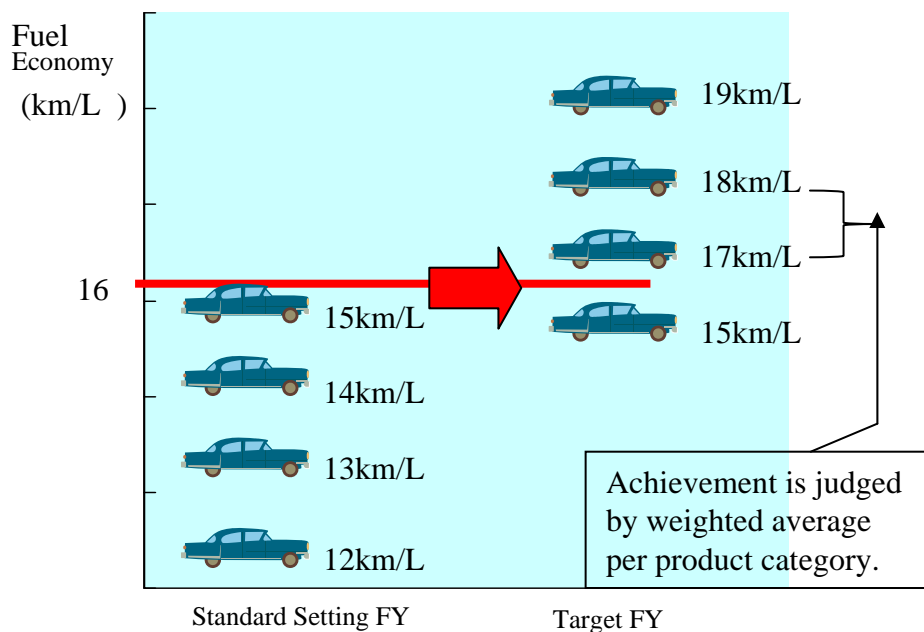 Fuel
Economy
(km/L )
16
15km/L
14km/L
13km/L
12km/L
19km/L
18km/L
17km/L
15km/L
Achievement is judged
by weighted average
per product category.
Standard Setting FY
Target FY